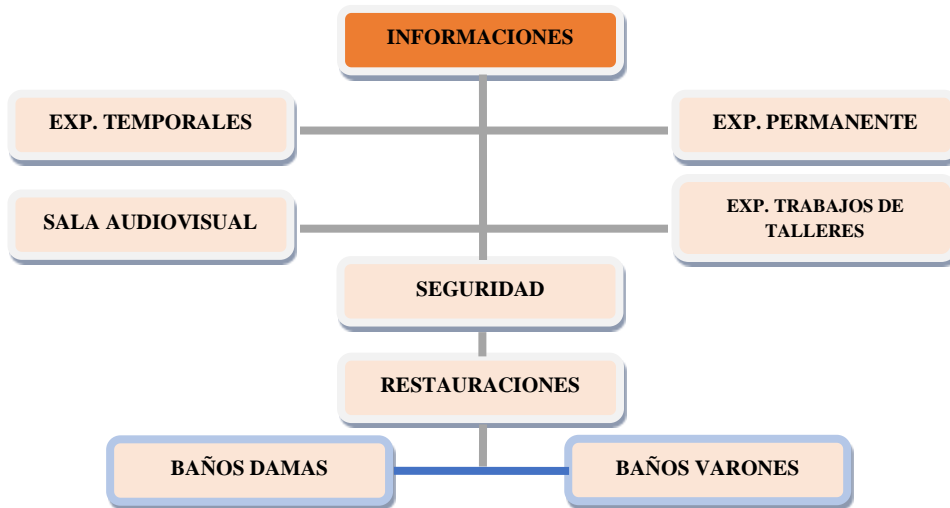 INFORMACIONES
EXP. TEMPORALES
EXP. PERMANENTE
SALA AUDIOVISUAL
EXP. TRABAJOS DE
TALLERES
SEGURIDAD
RESTAURACIONES
BAÑOS DAMAS
BAÑOS VARONES